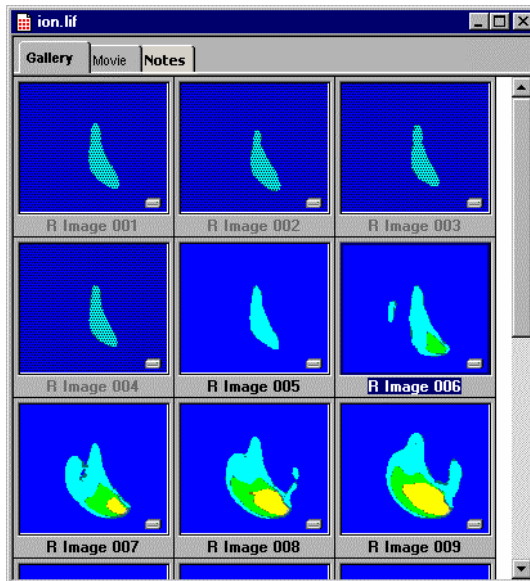 ion.lif
Gallery Movie Notes
R Image 001 R Image 002 R Image 003
R Image 004 R Image 005 R Image 006
R Image 007 R Image 008 R Image 009